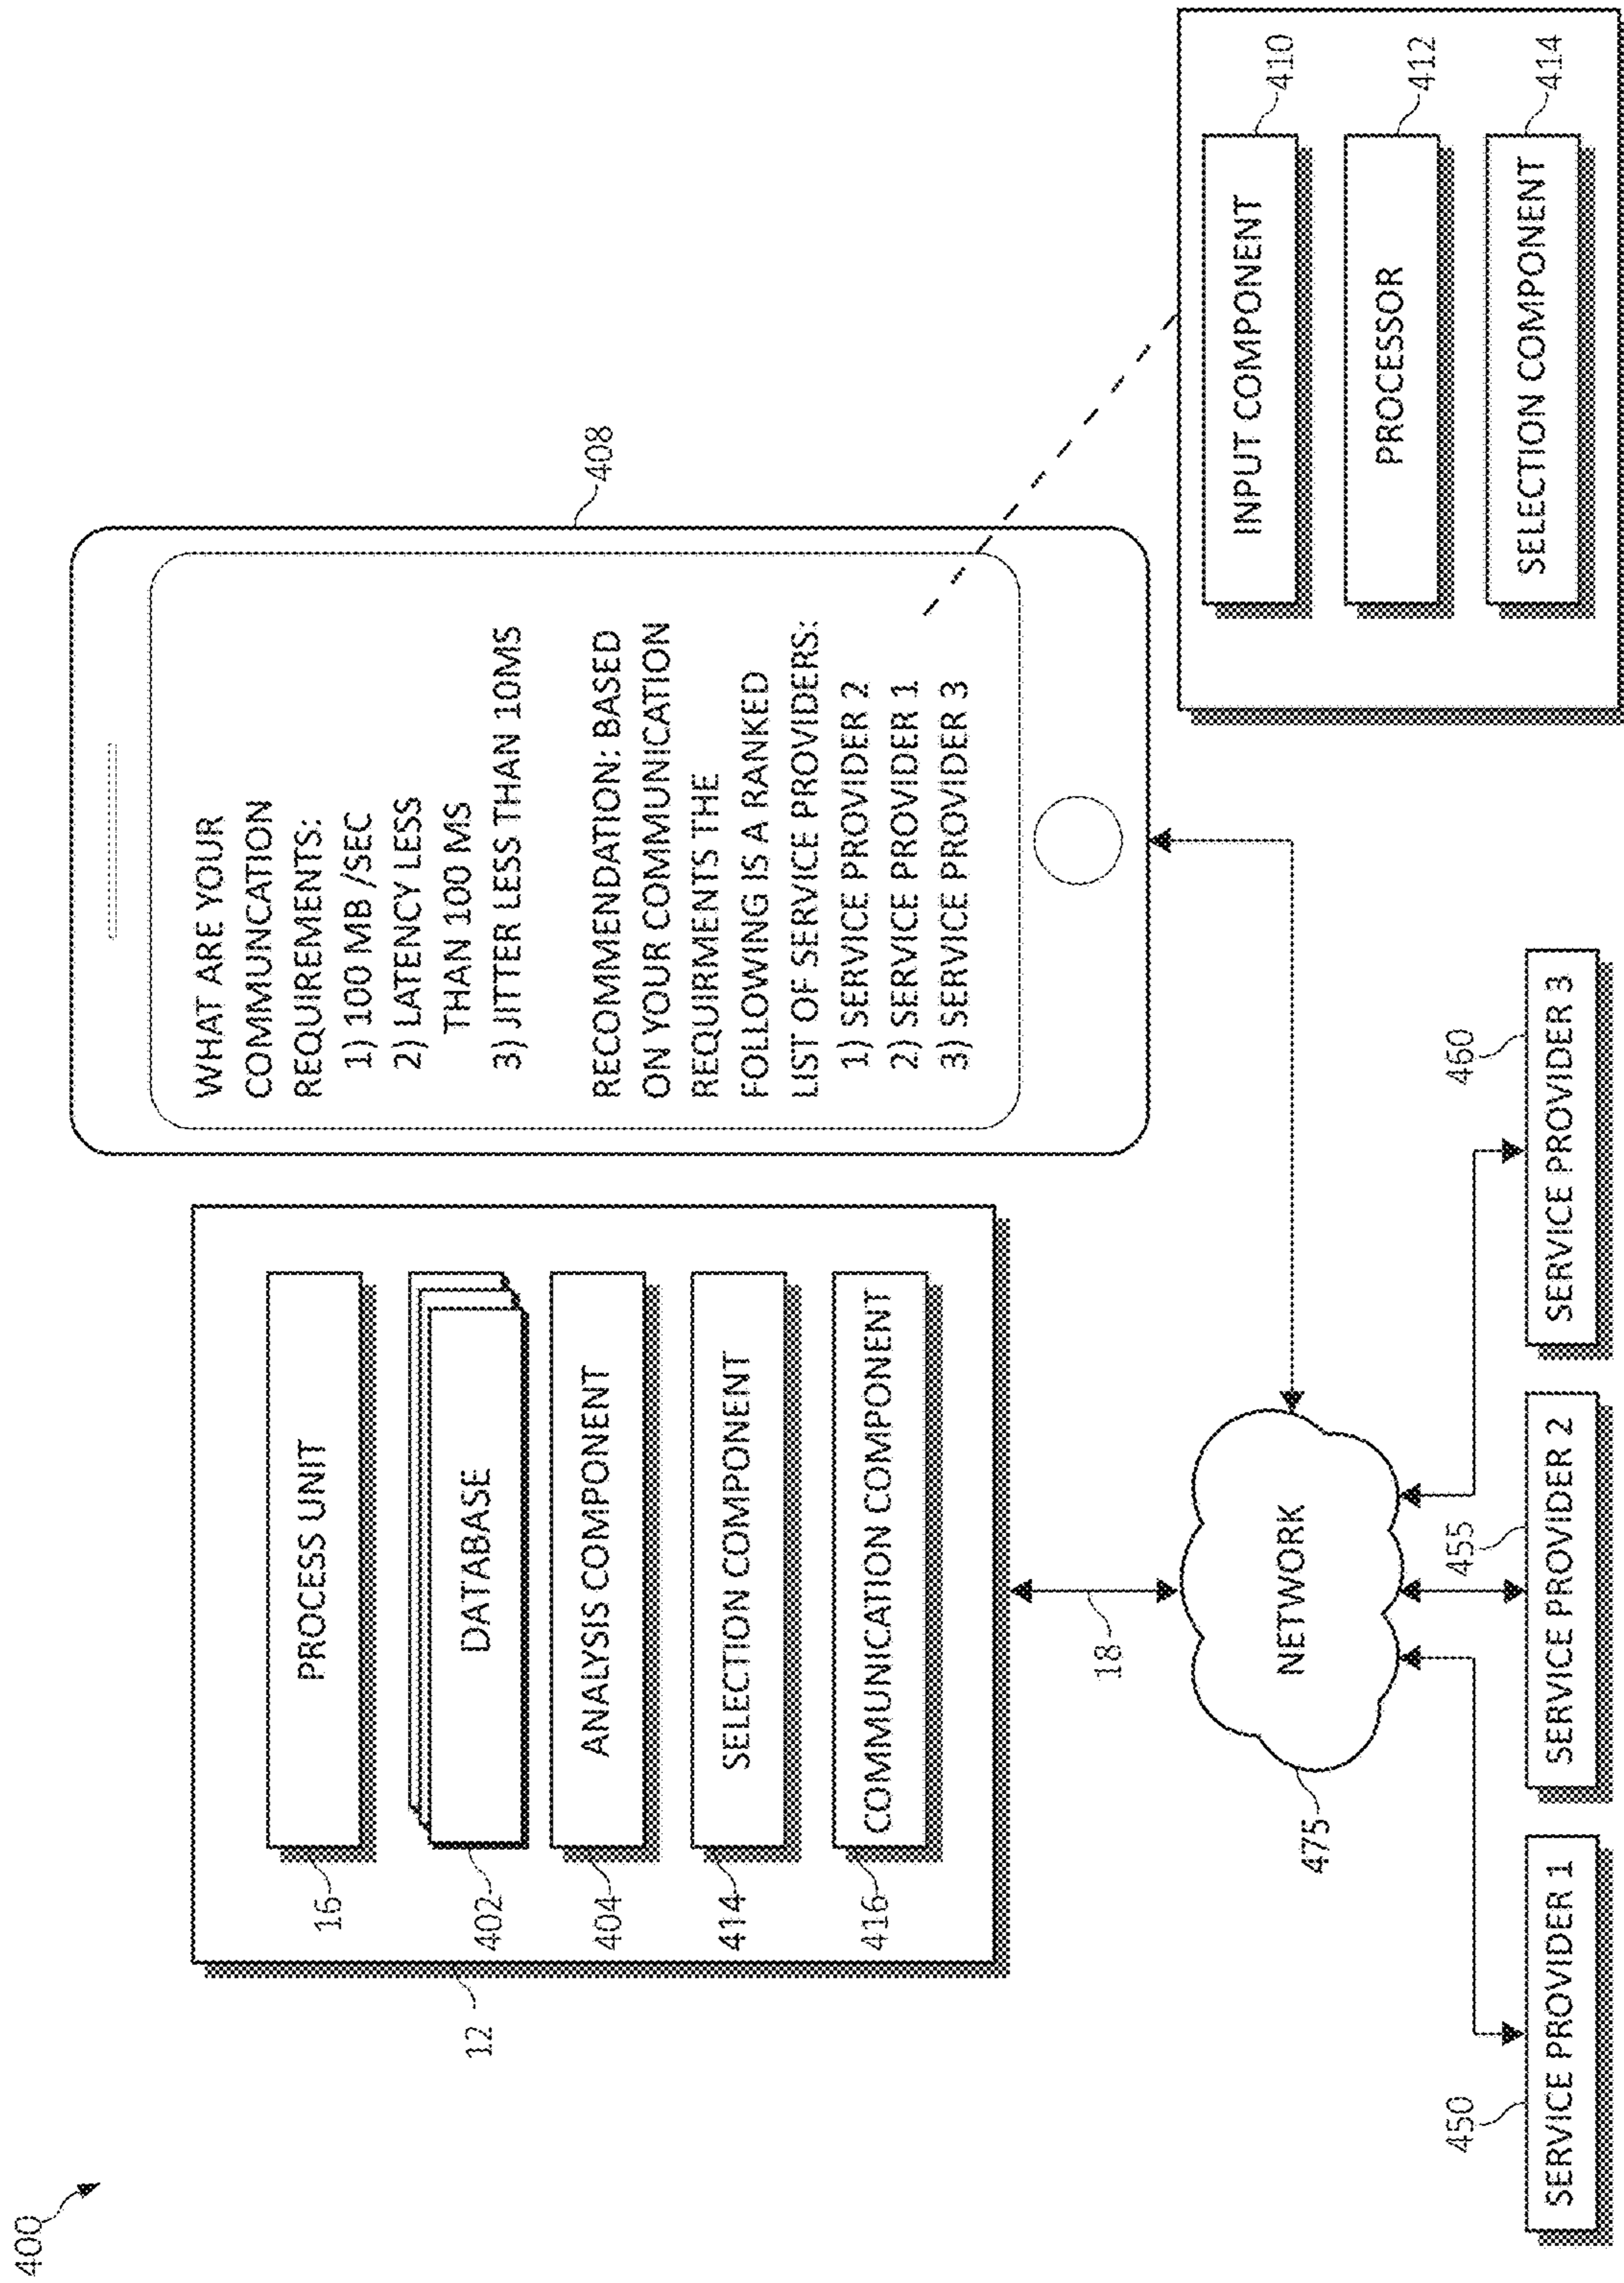 400
12
16
PROCESS UNIT
402
DATABASE
404
ANALYSIS COMPONENT
414
SELECTION COMPONENT
416
COMMUNICATION COMPONENT
WHAT ARE YOUR
COMMUNCATION
REQUIREMENTS:
1) 100 MB /SEC
2) LATENCY LESS
THAN 100 MS
3) JITTER LESS THAN 10MS
RECOMMENDATION: BASED
ON YOUR COMMUNICATION
REQUIRMENTS THE
FOLLOWING IS A RANKED
LIST OF SERVICE PROVIDERS:
1) SERVICE PROVIDER 2
2) SERVICE PROVIDER 1
3) SERVICE PROVIDER 3
408
18
NETWORK
475
450
SERVICE PROVIDER 1
455
SERVICE PROVIDER 2
460
SERVICE PROVIDER 3
INPUT COMPONENT
410
PROCESSOR
412
SELECTION COMPONENT
414